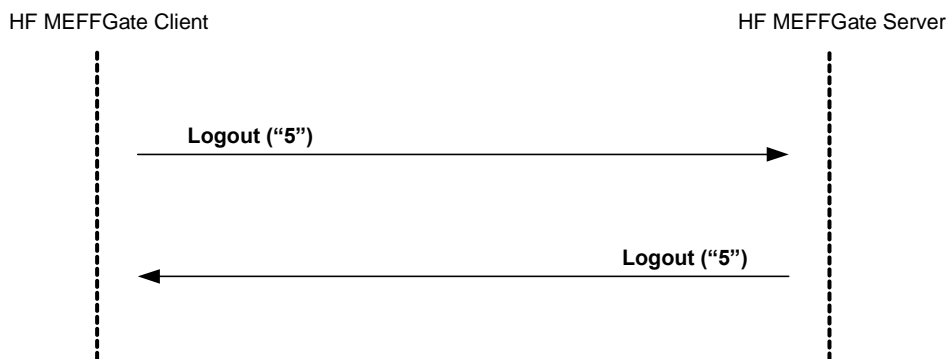 HF MEFFGate Client
HF MEFFGate Server
Logout (“5”)
Logout (“5”)